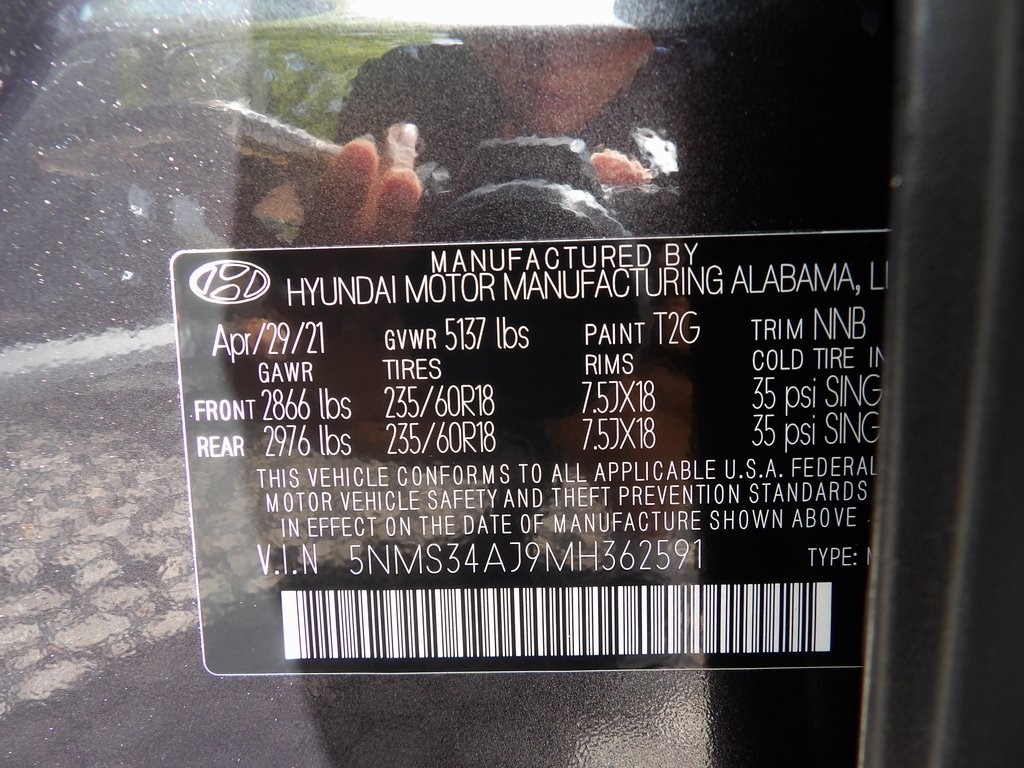 MANUFACTURED BY
HYUNDAI MOTOR MANUFACTURING ALABAMA,
Apr/29/21 GVWR 5137 lbs PAINT T2G TRIM NNB
GAWR TIRES RIMS COLD TIRE IN
FRONT 2866 lbs 235/60R18 7.5JX18 35 psi SING
REAR 2976 lbs 235/60R18 7.5JX18 35 psi SING
THIS VEHICLE CONFORMS TO ALL APPLICABLE U.S.A. FEDERAL
MOTOR VEHICLE SAFETY AND THEFT PREVENTION STANDARDS
IN EFFECT ON THE DATE OF MANUFACTURE SHOWN ABOVE
V.I.N 5NMS34AJ9MH362591 TYPE: